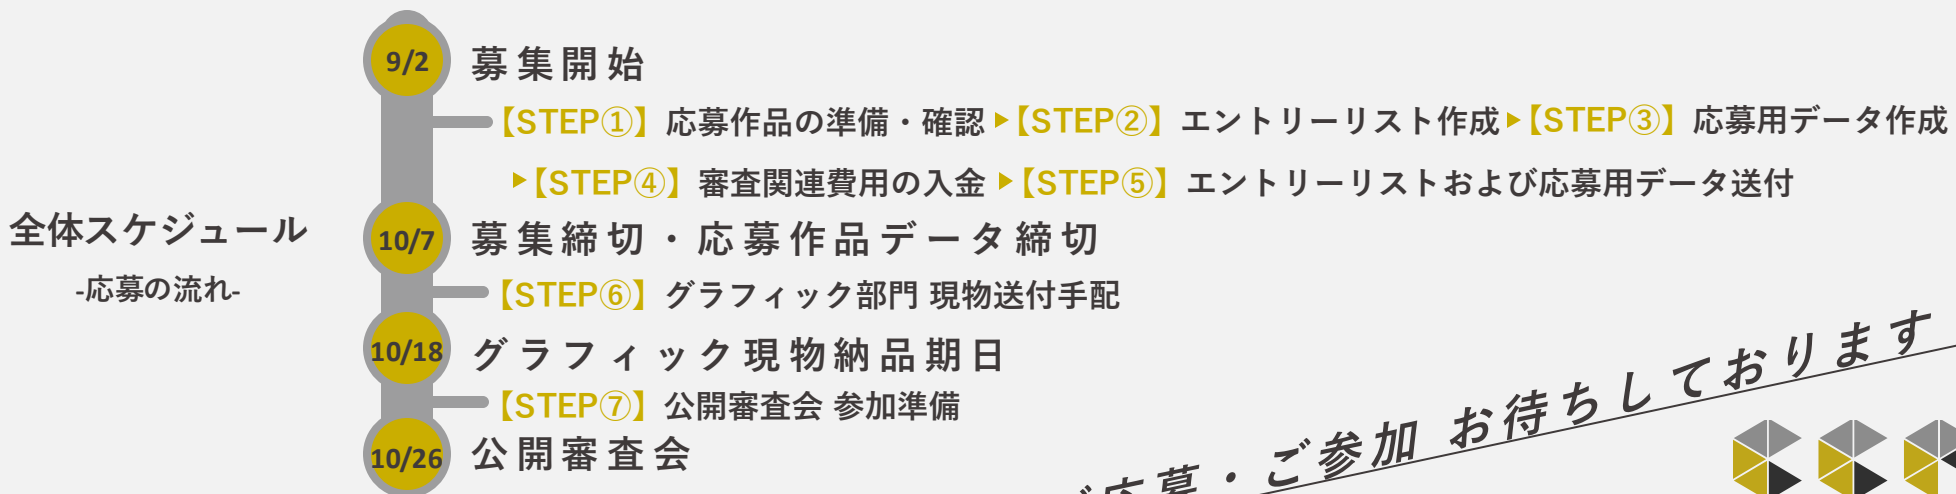 9/2 募集開始
【STEP①】応募作品の準備・確認▶【STEP②】エントリーリスト作成▶【STEP③】応募用データ作成
▶【STEP④】審査関連費用の入金▶【STEP⑤】エントリーリストおよび応募用データ送付
全体スケジュール
-応募の流れ-
10/7 募集締切・応募作品データ締切
【STEP⑥】グラフィック部門 現物送付手配
10/18 グラフィック現物納品期日
【STEP⑦】公開審査会 参加準備
10/26 公開審査会
応募・ご参加 お待ちしております